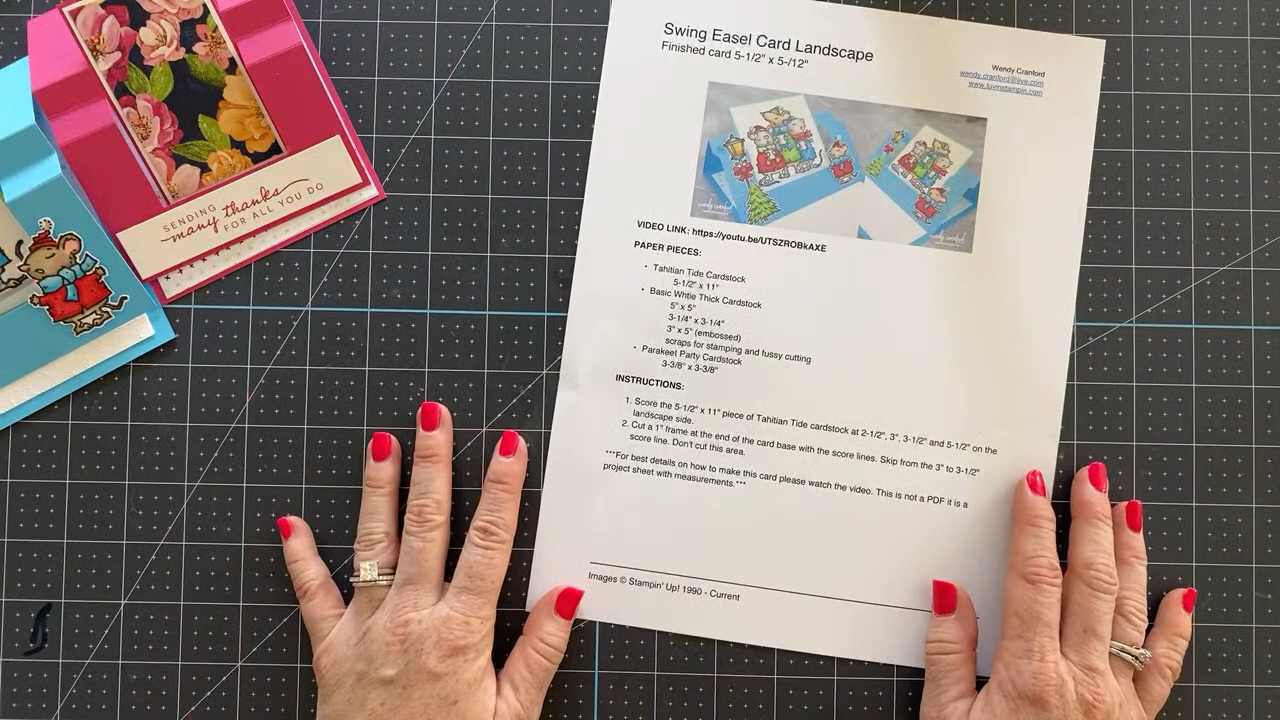 SENDING
many thanks
FOR ALL YOU DO
Swing Easel Card Landscape
Finished card 5-1/2" x 5-/12"
Wendy Cranford
wendy.cranford@live.com
www.luvinstampin.com
wendy cranford
wendy cranford
VIDEO LINK: https://youtu.be/UTSZROBkAXE
PAPER PIECES:
• Tahitian Tide Cardstock
5-1/2" x 11"
• Basic Whtie Thick Cardstock
5" x 5"
3-1/4" x 3-1/4"
3" x 5" (embossed)
scraps for stamping and fussy cutting
• Parakeet Party Cardstock
3-3/8" x 3-3/8"
INSTRUCTIONS:
1. Score the 5-1/2" x 11" piece of Tahitian Tide cardstock at 2-1/2", 3", 3-1/2" and 5-1/2" on the
landscape side.
2. Cut a 1" frame at the end of the card base with the score lines. Skip from the 3" to 3-1/2"
score line. Don't cut this area.
***For best details on how to make this card please watch the video. This is not a PDF it is a
project sheet with measurements.***
Images © Stampin' Up! 1990 - Current